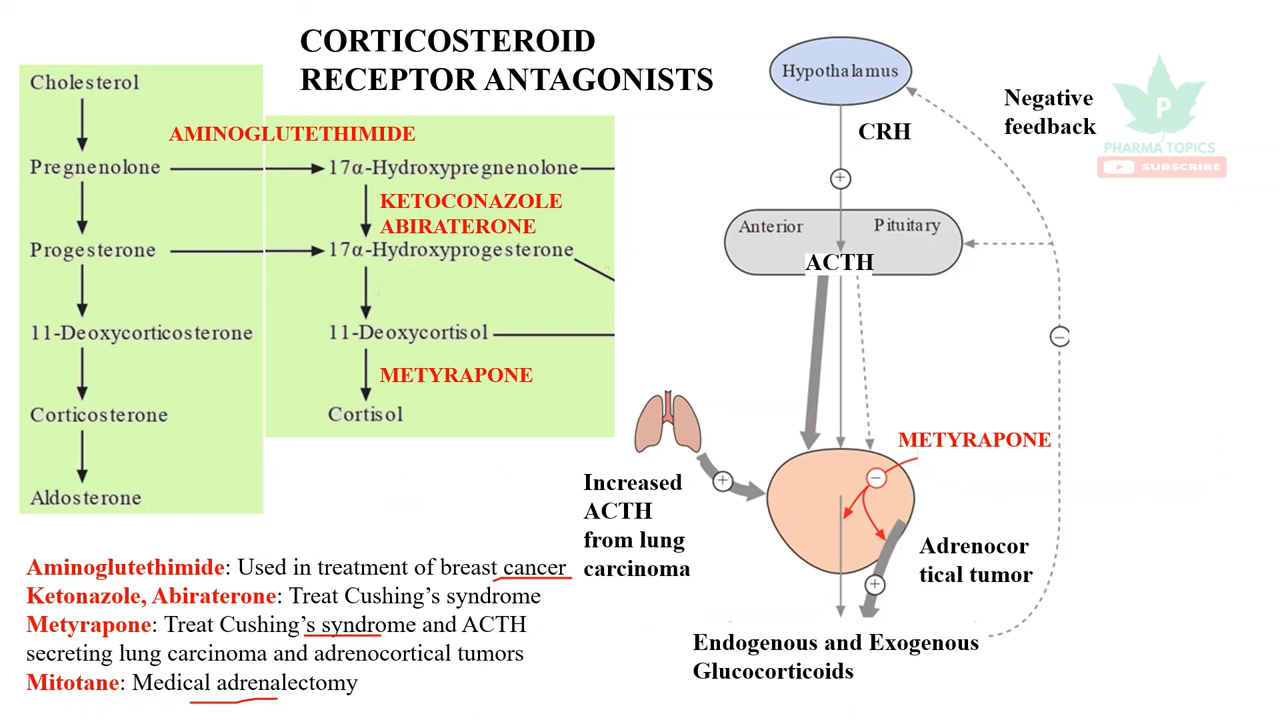 CORTICOSTEROID
RECEPTOR ANTAGONISTS
Cholesterol
AMINOGLUTETHIMIDE
Pregnenolone
17α-Hydroxypregnenolone
KETOCONAZOLE
ABIRATERONE
Progesterone
17α-Hydroxyprogesterone
11-Deoxycorticosterone
11-Deoxycortisol
METYRAPONE
Corticosterone
Cortisol
Aldosterone
Aminoglutethimide: Used in treatment of breast cancer
Ketonazole, Abiraterone: Treat Cushing’s syndrome
Metyrapone: Treat Cushing’s syndrome and ACTH
secreting lung carcinoma and adrenocortical tumors
Mitotane: Medical adrenalectomy
Hypothalamus
CRH
+
Anterior Pituitary
ACTH
Negative
feedback
−
METYRAPONE
−
+
Increased
ACTH
from lung
carcinoma
Adrenocor
tical tumor
+
Endogenous and Exogenous
Glucocorticoids
P
PHARMA TOPICS
SUBSCRIBE